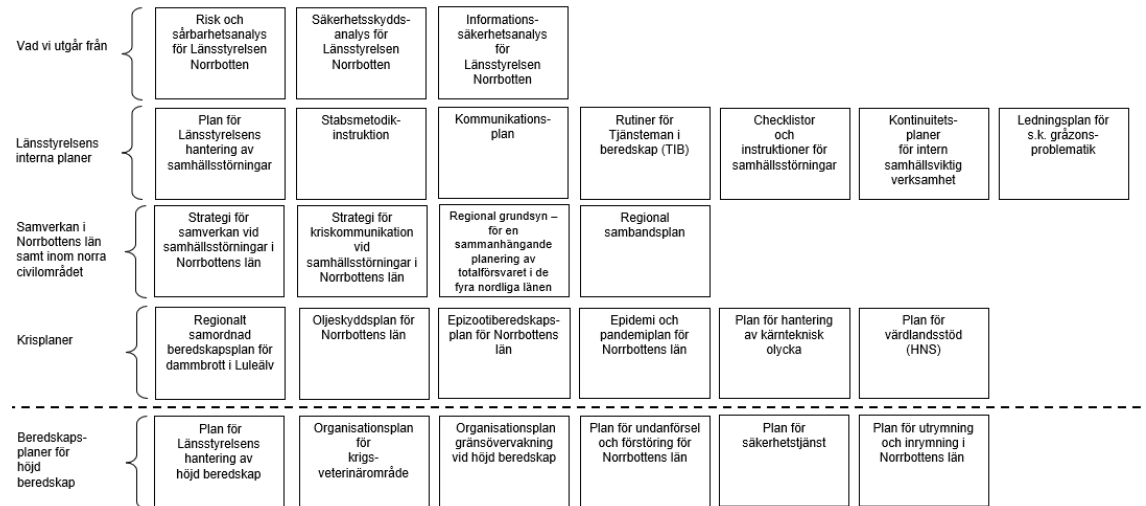 Vad vi utgår från
Risk och
sårbarhetsanalys
för Länsstyrelsen
Norrbotten
Säkerhetsskydds-
analys för
Länsstyrelsen
Norrbotten
Informations-
säkerhetsanalys
för
Länsstyrelsen
Norrbotten
Länsstyrelsens
interna planer
Plan för
Länsstyrelsens
hantering av
samhällsstörningar
Stabsmetodik-
instruktion
Kommunikations-
plan
Rutiner för
Tjänsteman i
beredskap (TIB)
Checklistor
och
instruktioner för
samhällsstörningar
Kontinuitets-
planer
för intern
samhällsviktig
verksamhet
Ledningsplan för
s.k. gråzons-
problematik
Samverkan i
Norrbottens län
samt inom norra
civilområdet
Strategi för
samverkan vid
samhällsstörningar i
Norrbottens län
Strategi för
kriskommunikation
vid
samhällsstörningar i
Norrbottens län
Regional grundsyn –
för en
sammanhängande
planering av
totalförsvaret i de
fyra nordliga länen
Regional
sambandsplan
Krisplaner
Regionalt
samordnad
beredskapsplan för
dammbrott i Luleälv
Oljeskyddsplan för
Norrbottens län
Epizootiberedskaps-
plan för Norrbottens
län
Epidemi och
pandemiplan för
Norrbottens län
Plan för hantering
av kärnteknisk
olycka
Plan för
värdlandsstöd
(HNS)
Beredskaps-
planer för
höjd
beredskap
Plan för
Länsstyrelsens
hantering av
höjd beredskap
Organisationsplan
för
krigs-
veterinärområde
Organisationsplan
gränsövervakning
vid höjd beredskap
Plan för undanförsel
och förstöring för
Norrbottens län
Plan för
säkerhetstjänst
Plan för utrymning
och inrymning i
Norrbottens län